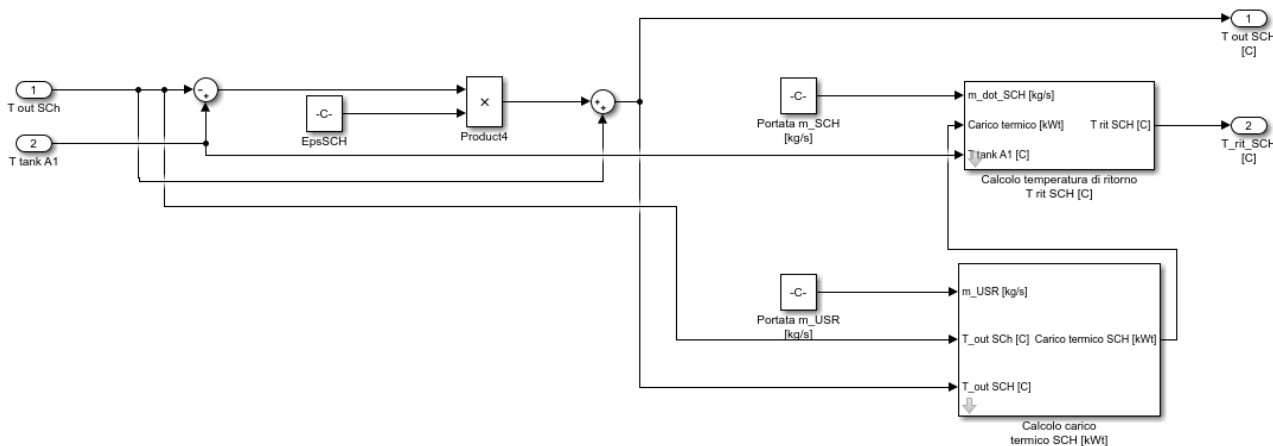 1
T out SCh
2
T tank A1
-C-
EpsSCH
×
Product4
-C-
Portata m_SCH
[kg/s]
m_dot_SCH [kg/s]
Carico termico [kWt]
T tank A1 [C]
T rit SCH [C]
Calcolo temperatura di ritorno
T rit SCH [C]
1
T out SCH
[C]
2
T_rit_SCH
[C]
-C-
Portata m_USR
[kg/s]
m_USR [kg/s]
T_out SCh [C]
Carico termico SCH [kWt]
T_out SCH [C]
Calcolo carico
termico SCH [kWt]